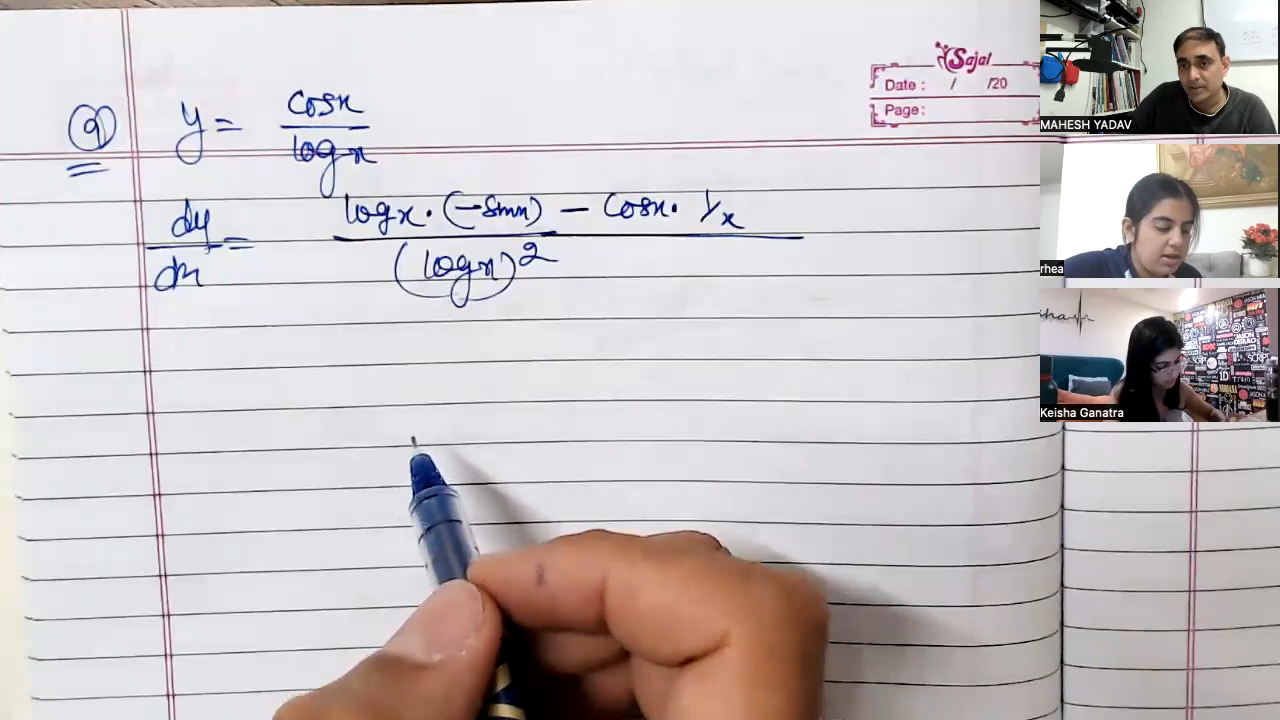 Sajal
Date : / /20
Page:
9) y = cosx / logx
dy/dx = logx · (-sinx) - cosx · 1/x / (logx)2
MAHESH YADAV
rhea
Keisha Ganatra